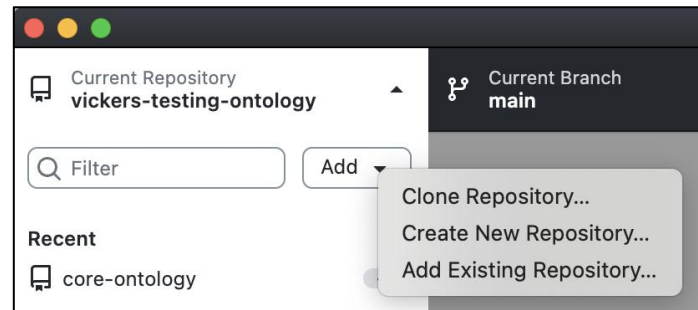 Current Repository
vickers-testing-ontology
Current Branch
main
Filter
Add
Clone Repository...
Create New Repository...
Add Existing Repository...
Recent
core-ontology